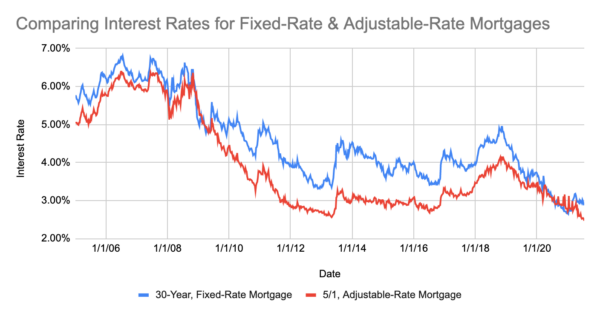 Comparing Interest Rates for Fixed-Rate & Adjustable-Rate Mortgages
7.00%
6.00%
5.00%
4.00%
3.00%
2.00%
Interest Rate
1/1/06
1/1/08
1/1/10
1/1/12
1/1/14
1/1/16
1/1/18
1/1/20
Date
30-Year, Fixed-Rate Mortgage
5/1, Adjustable-Rate Mortgage